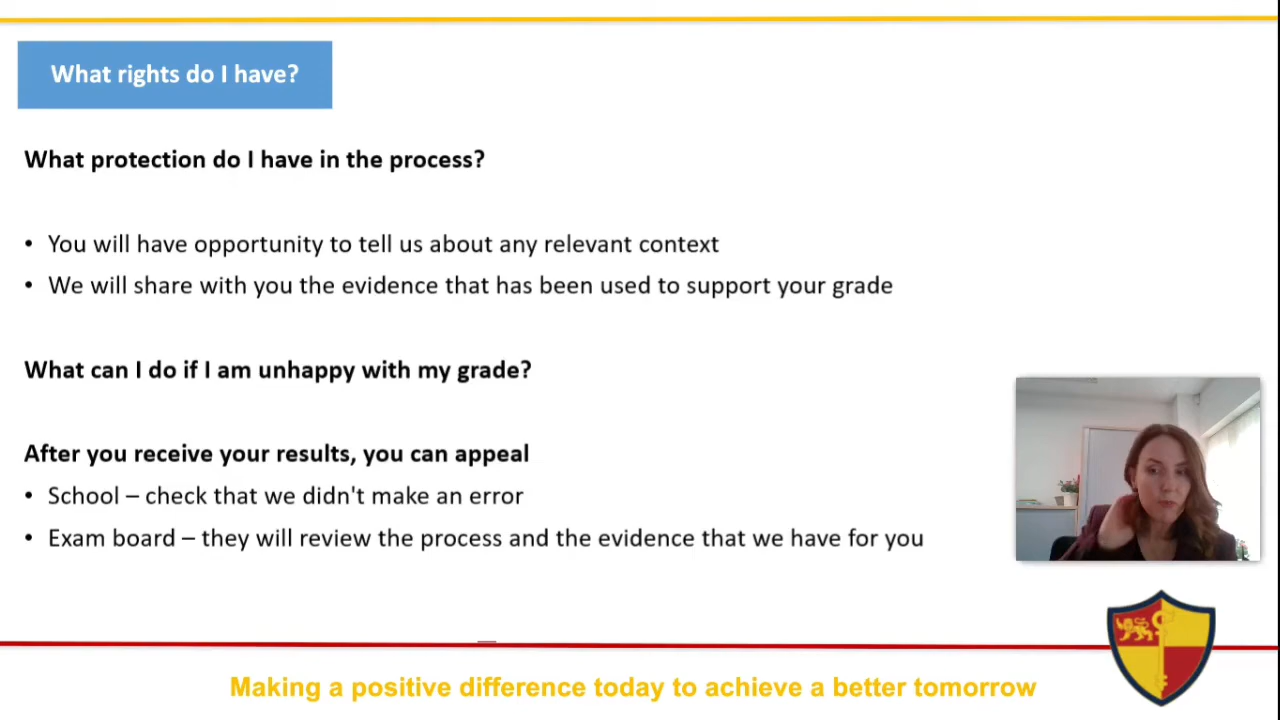 What rights do I have?
What protection do I have in the process?
• You will have opportunity to tell us about any relevant context
• We will share with you the evidence that has been used to support your grade
What can I do if I am unhappy with my grade?
After you receive your results, you can appeal
• School – check that we didn't make an error
• Exam board – they will review the process and the evidence that we have for you
Making a positive difference today to achieve a better tomorrow